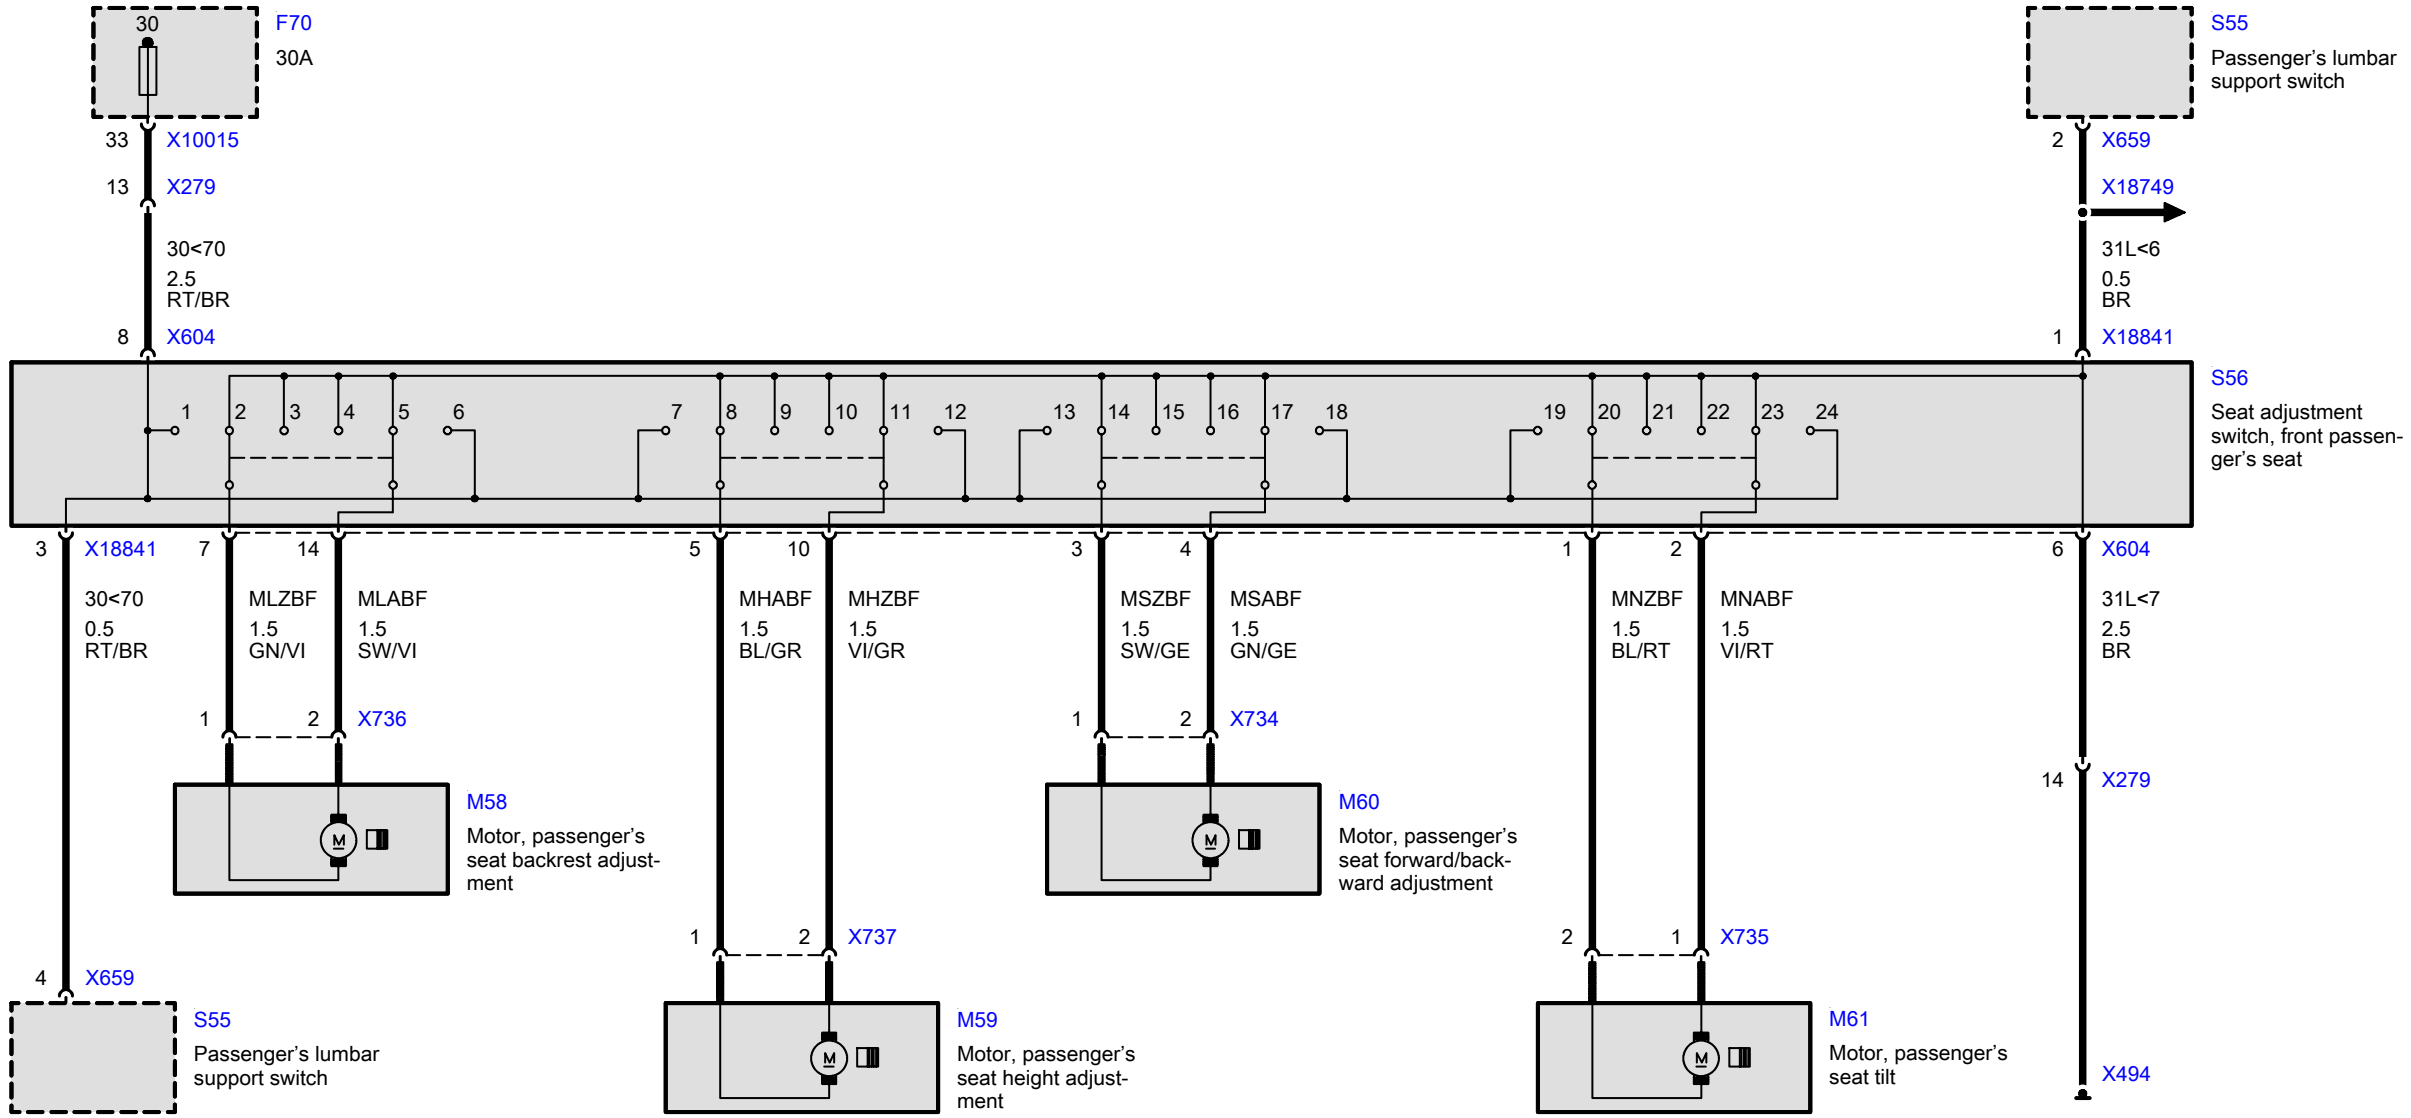 30
F70
30A
S55
Passenger's lumbar
support switch
33
X10015
2
X659
13
X279
X18749
30<70
2.5
RT/BR
31L<6
0.5
BR
8
X604
1
X18841
1
2
3
4
5
6
7
8
9
10
11
12
13
14
15
16
17
18
19
20
21
22
23
24
S56
Seat adjustment
switch, front passen-
ger's seat
3
X18841
7
14
5
10
3
4
1
2
6
X604
30<70
0.5
RT/BR
MLZBF
1.5
GN/VI
MLABF
1.5
SW/VI
MHABF
1.5
BL/GR
MHZBF
1.5
VI/GR
MSZBF
1.5
SW/GE
MSABF
1.5
GN/GE
MNZBF
1.5
BL/RT
MNABF
1.5
VI/RT
31L<7
2.5
BR
1
2
X736
1
2
X734
14
X279
M
M58
Motor, passenger's
seat backrest adjust-
ment
M
M60
Motor, passenger's
seat forward/back-
ward adjustment
1
2
X737
2
1
X735
4
X659
S55
Passenger's lumbar
support switch
M
M59
Motor, passenger's
seat height adjust-
ment
M
M61
Motor, passenger's
seat tilt
X494